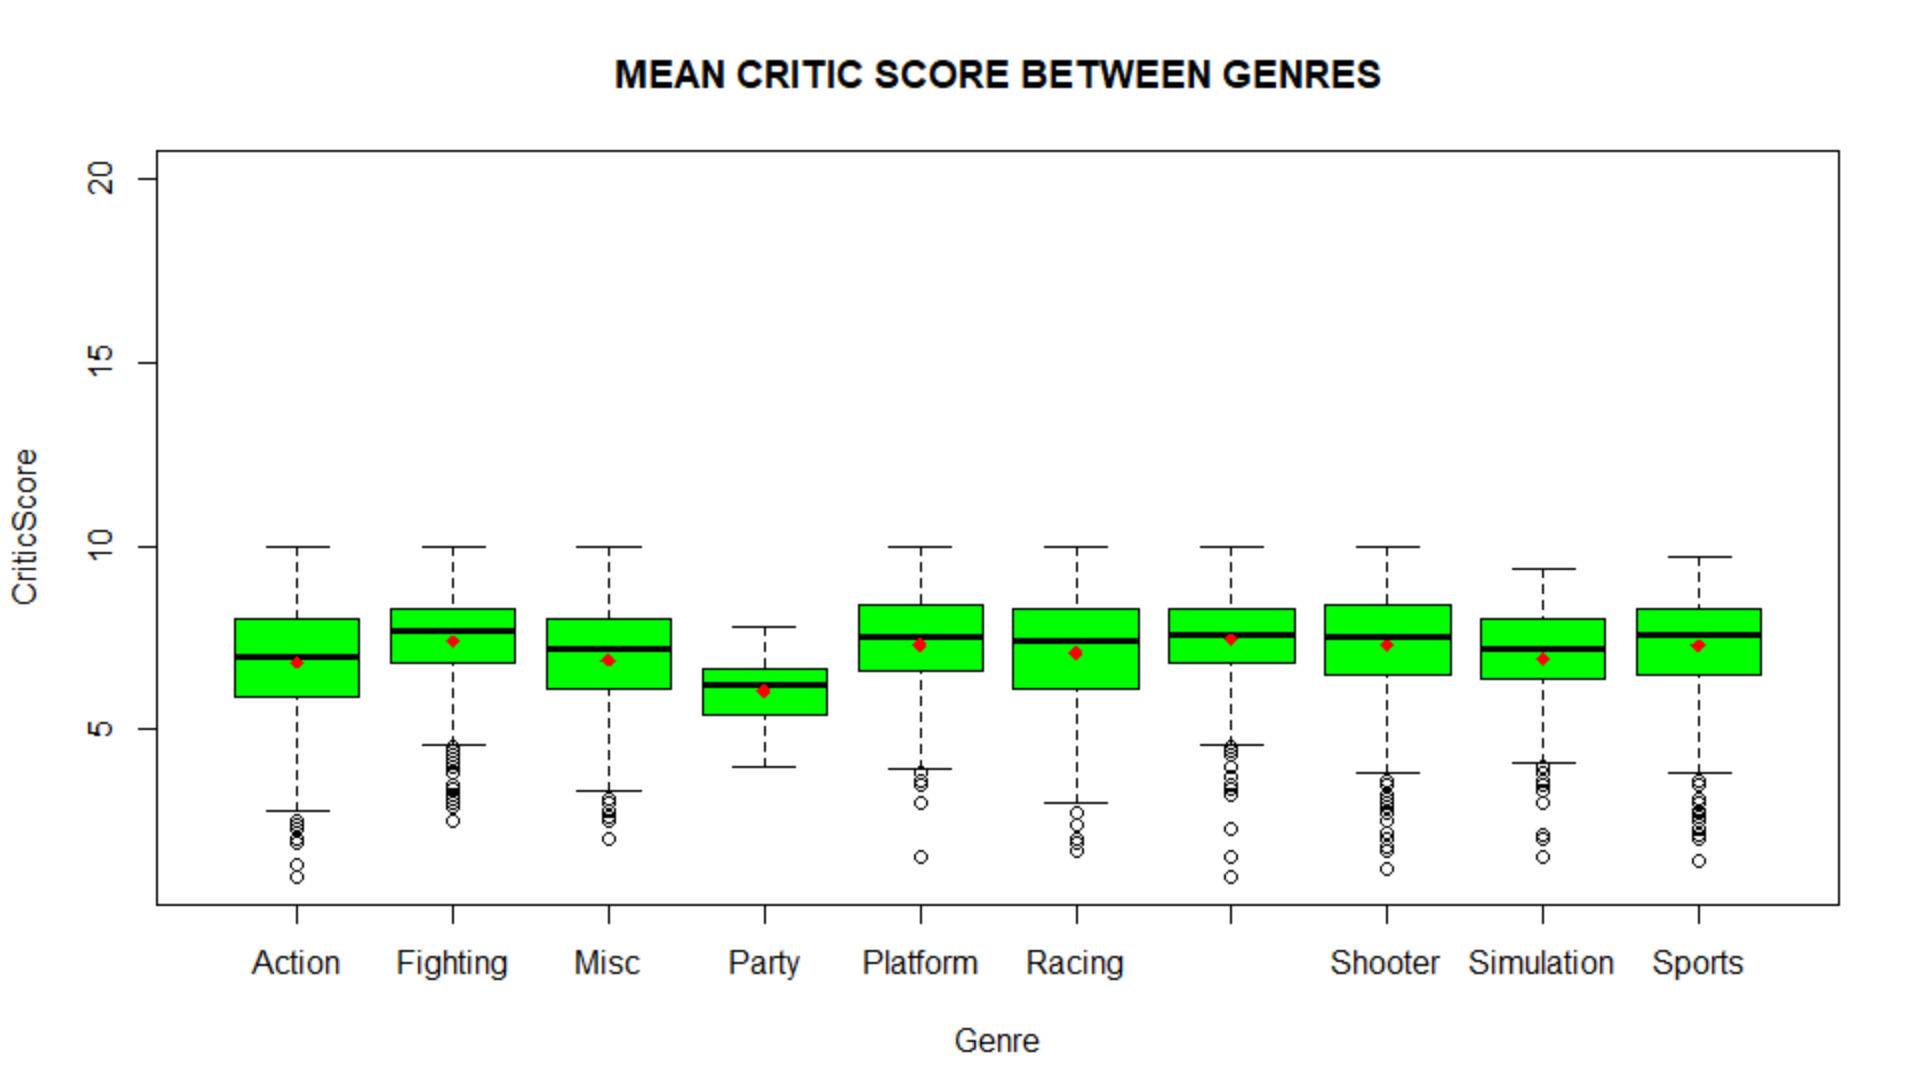 MEAN CRITIC SCORE BETWEEN GENRES
20
15
10
5
CriticScore
Action Fighting Misc Party Platform Racing Shooter Simulation Sports
Genre